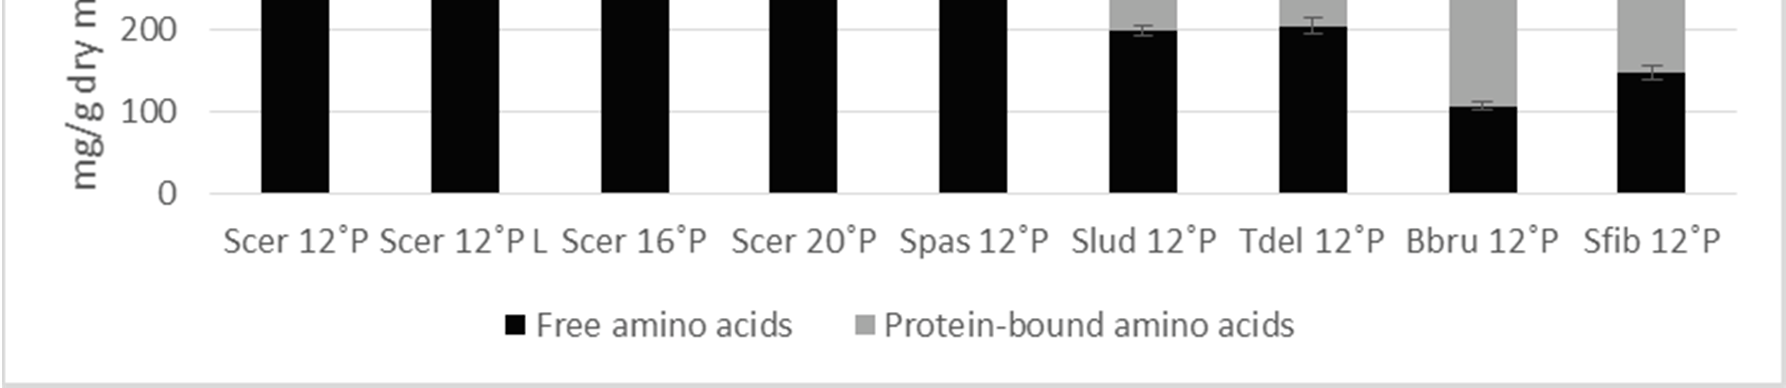 mg/g dry m
200
100
0
Scer 12˚P Scer 12˚P L Scer 16˚P Scer 20˚P Spas 12˚P Slud 12˚P Tdel 12˚P Bbru 12˚P Sfib 12˚P
Free amino acids Protein-bound amino acids